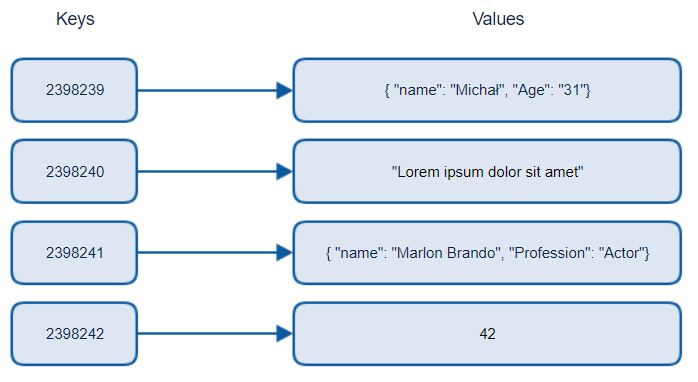 Keys Values
2398239 { "name": "Michał", "Age": "31"}
2398240 "Lorem ipsum dolor sit amet"
2398241 { "name": "Marlon Brando", "Profession": "Actor"}
2398242 42